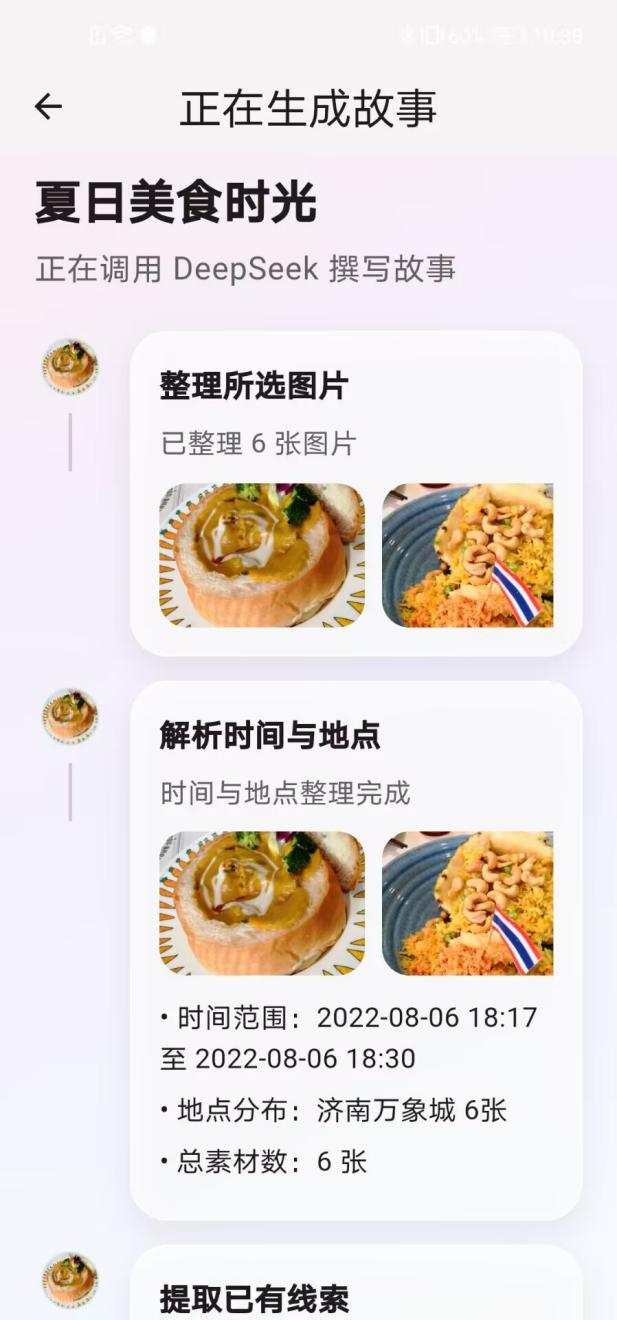 60% 10:38
正在生成故事
夏日美食时光
正在调用 DeepSeek 撰写故事
整理所选图片
已整理 6 张图片
解析时间与地点
时间与地点整理完成
• 时间范围：2022-08-06 18:17
至 2022-08-06 18:30
• 地点分布：济南万象城 6张
• 总素材数：6 张
提取已有线索